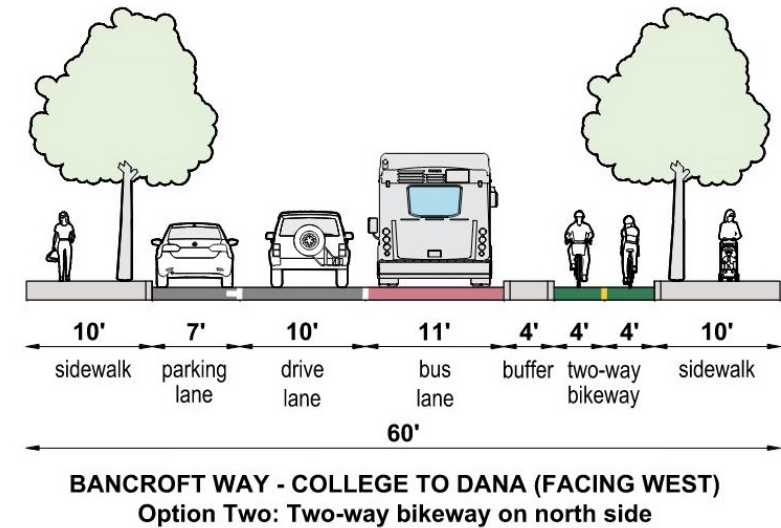 10' 7' 10' 11' 4' 4' 4' 10'
sidewalk parking lane drive lane bus lane buffer two-way bikeway sidewalk
60'
BANCROFT WAY - COLLEGE TO DANA (FACING WEST)
Option Two: Two-way bikeway on north side